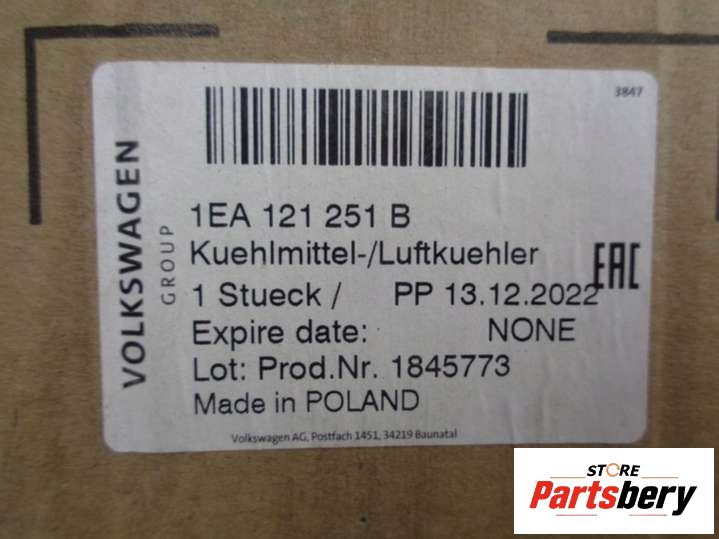 3847
VOLKSWAGEN
GROUP
1EA 121 251 B
Kuehlmittel-/Luftkuehler
EAC
1 Stueck / PP 13.12.2022
Expire date: NONE
Lot: Prod.Nr. 1845773
Made in POLAND
Volkswagen AG, Postfach 1451, 34219 Baunatal
STORE
Partsbery